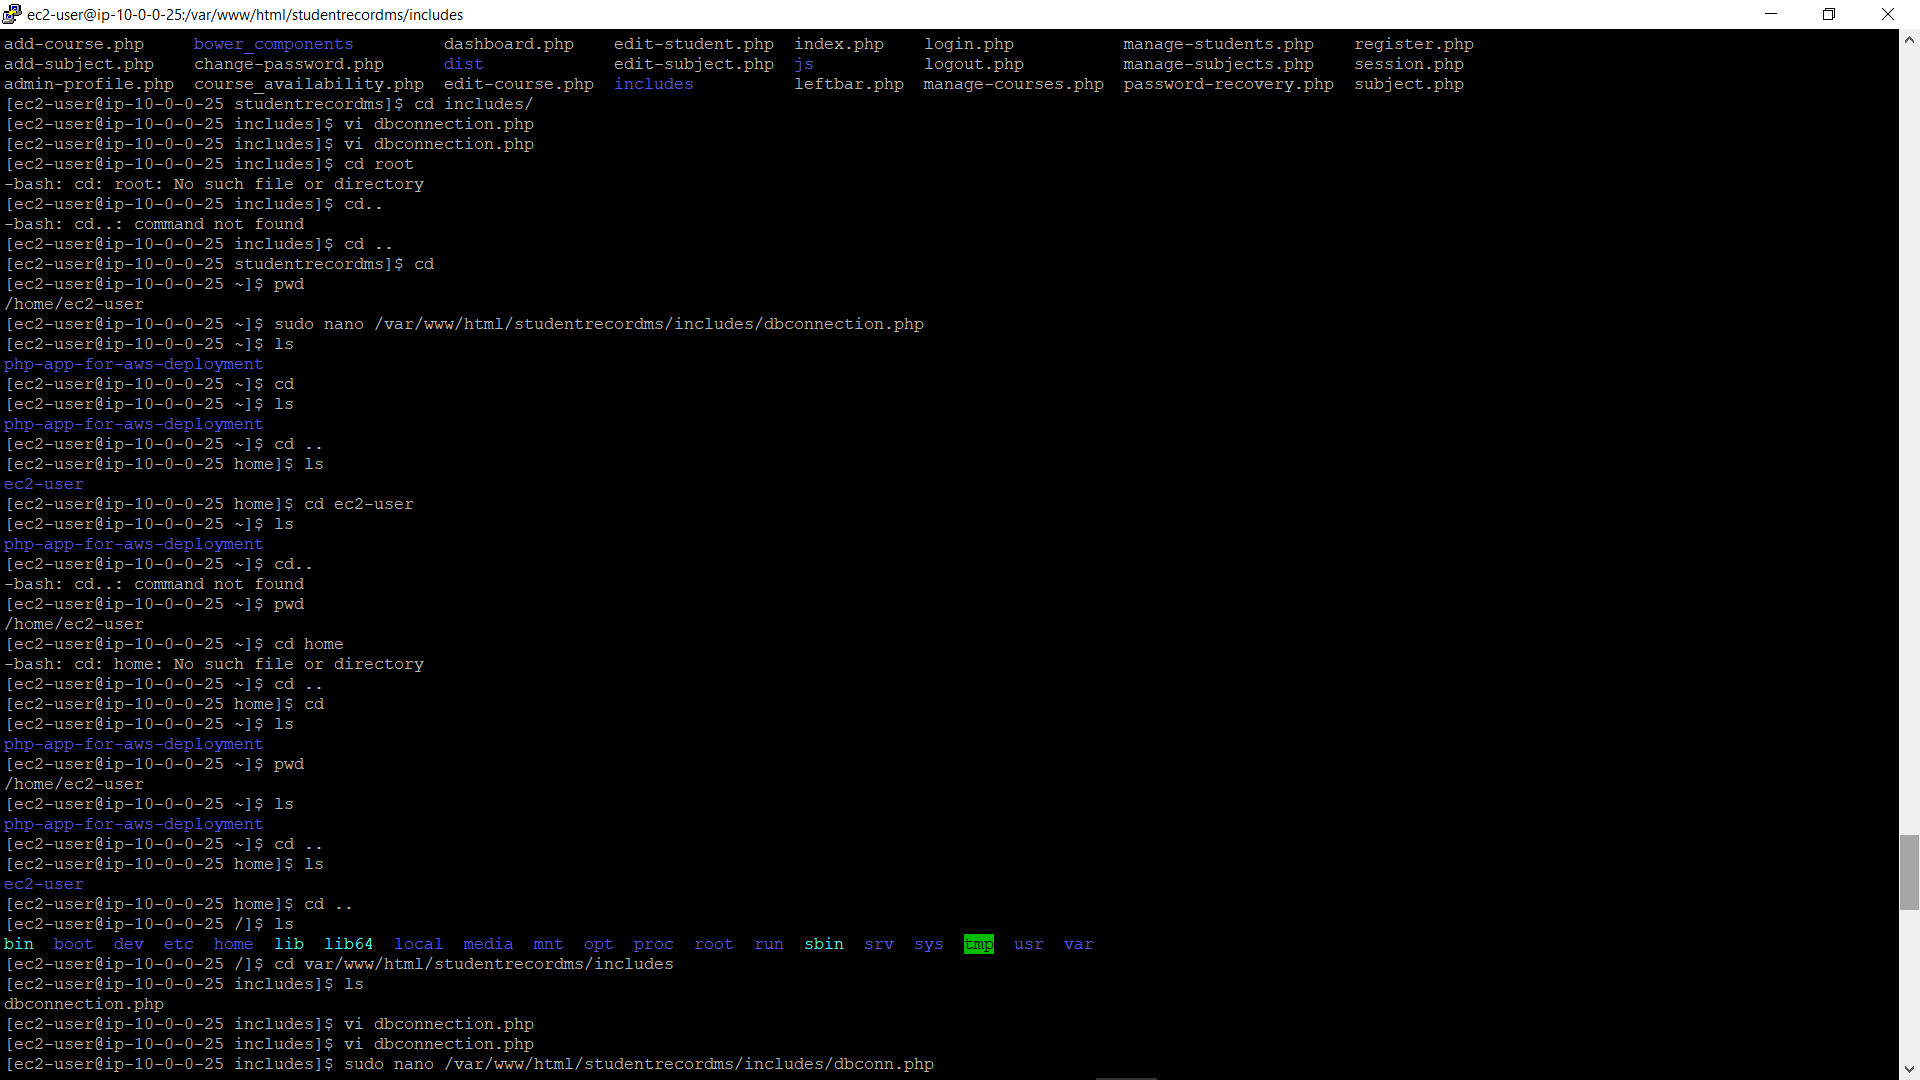 ec2-user@ip-10-0-0-25:/var/www/html/studentrecordms/includes
add-course.php bower_components dashboard.php edit-student.php index.php login.php manage-students.php register.php
add-subject.php change-password.php dist edit-subject.php js logout.php manage-subjects.php session.php
admin-profile.php course_availability.php edit-course.php includes leftbar.php manage-courses.php password-recovery.php subject.php
[ec2-user@ip-10-0-0-25 studentrecordms]$ cd includes/
[ec2-user@ip-10-0-0-25 includes]$ vi dbconnection.php
[ec2-user@ip-10-0-0-25 includes]$ vi dbconnection.php
[ec2-user@ip-10-0-0-25 includes]$ cd root
-bash: cd: root: No such file or directory
[ec2-user@ip-10-0-0-25 includes]$ cd..
-bash: cd..: command not found
[ec2-user@ip-10-0-0-25 includes]$ cd ..
[ec2-user@ip-10-0-0-25 studentrecordms]$ cd
[ec2-user@ip-10-0-0-25 ~]$ pwd
/home/ec2-user
[ec2-user@ip-10-0-0-25 ~]$ sudo nano /var/www/html/studentrecordms/includes/dbconnection.php
[ec2-user@ip-10-0-0-25 ~]$ ls
php-app-for-aws-deployment
[ec2-user@ip-10-0-0-25 ~]$ cd
[ec2-user@ip-10-0-0-25 ~]$ ls
php-app-for-aws-deployment
[ec2-user@ip-10-0-0-25 ~]$ cd ..
[ec2-user@ip-10-0-0-25 home]$ ls
ec2-user
[ec2-user@ip-10-0-0-25 home]$ cd ec2-user
[ec2-user@ip-10-0-0-25 ~]$ ls
php-app-for-aws-deployment
[ec2-user@ip-10-0-0-25 ~]$ cd..
-bash: cd..: command not found
[ec2-user@ip-10-0-0-25 ~]$ pwd
/home/ec2-user
[ec2-user@ip-10-0-0-25 ~]$ cd home
-bash: cd: home: No such file or directory
[ec2-user@ip-10-0-0-25 ~]$ cd ..
[ec2-user@ip-10-0-0-25 home]$ cd
[ec2-user@ip-10-0-0-25 ~]$ ls
php-app-for-aws-deployment
[ec2-user@ip-10-0-0-25 ~]$ pwd
/home/ec2-user
[ec2-user@ip-10-0-0-25 ~]$ ls
php-app-for-aws-deployment
[ec2-user@ip-10-0-0-25 ~]$ cd ..
[ec2-user@ip-10-0-0-25 home]$ ls
ec2-user
[ec2-user@ip-10-0-0-25 home]$ cd ..
[ec2-user@ip-10-0-0-25 /]$ ls
bin boot dev etc home lib lib64 local media mnt opt proc root run sbin srv sys tmp usr var
[ec2-user@ip-10-0-0-25 /]$ cd var/www/html/studentrecordms/includes
[ec2-user@ip-10-0-0-25 includes]$ ls
dbconnection.php
[ec2-user@ip-10-0-0-25 includes]$ vi dbconnection.php
[ec2-user@ip-10-0-0-25 includes]$ vi dbconnection.php
[ec2-user@ip-10-0-0-25 includes]$ sudo nano /var/www/html/studentrecordms/includes/dbconn.php